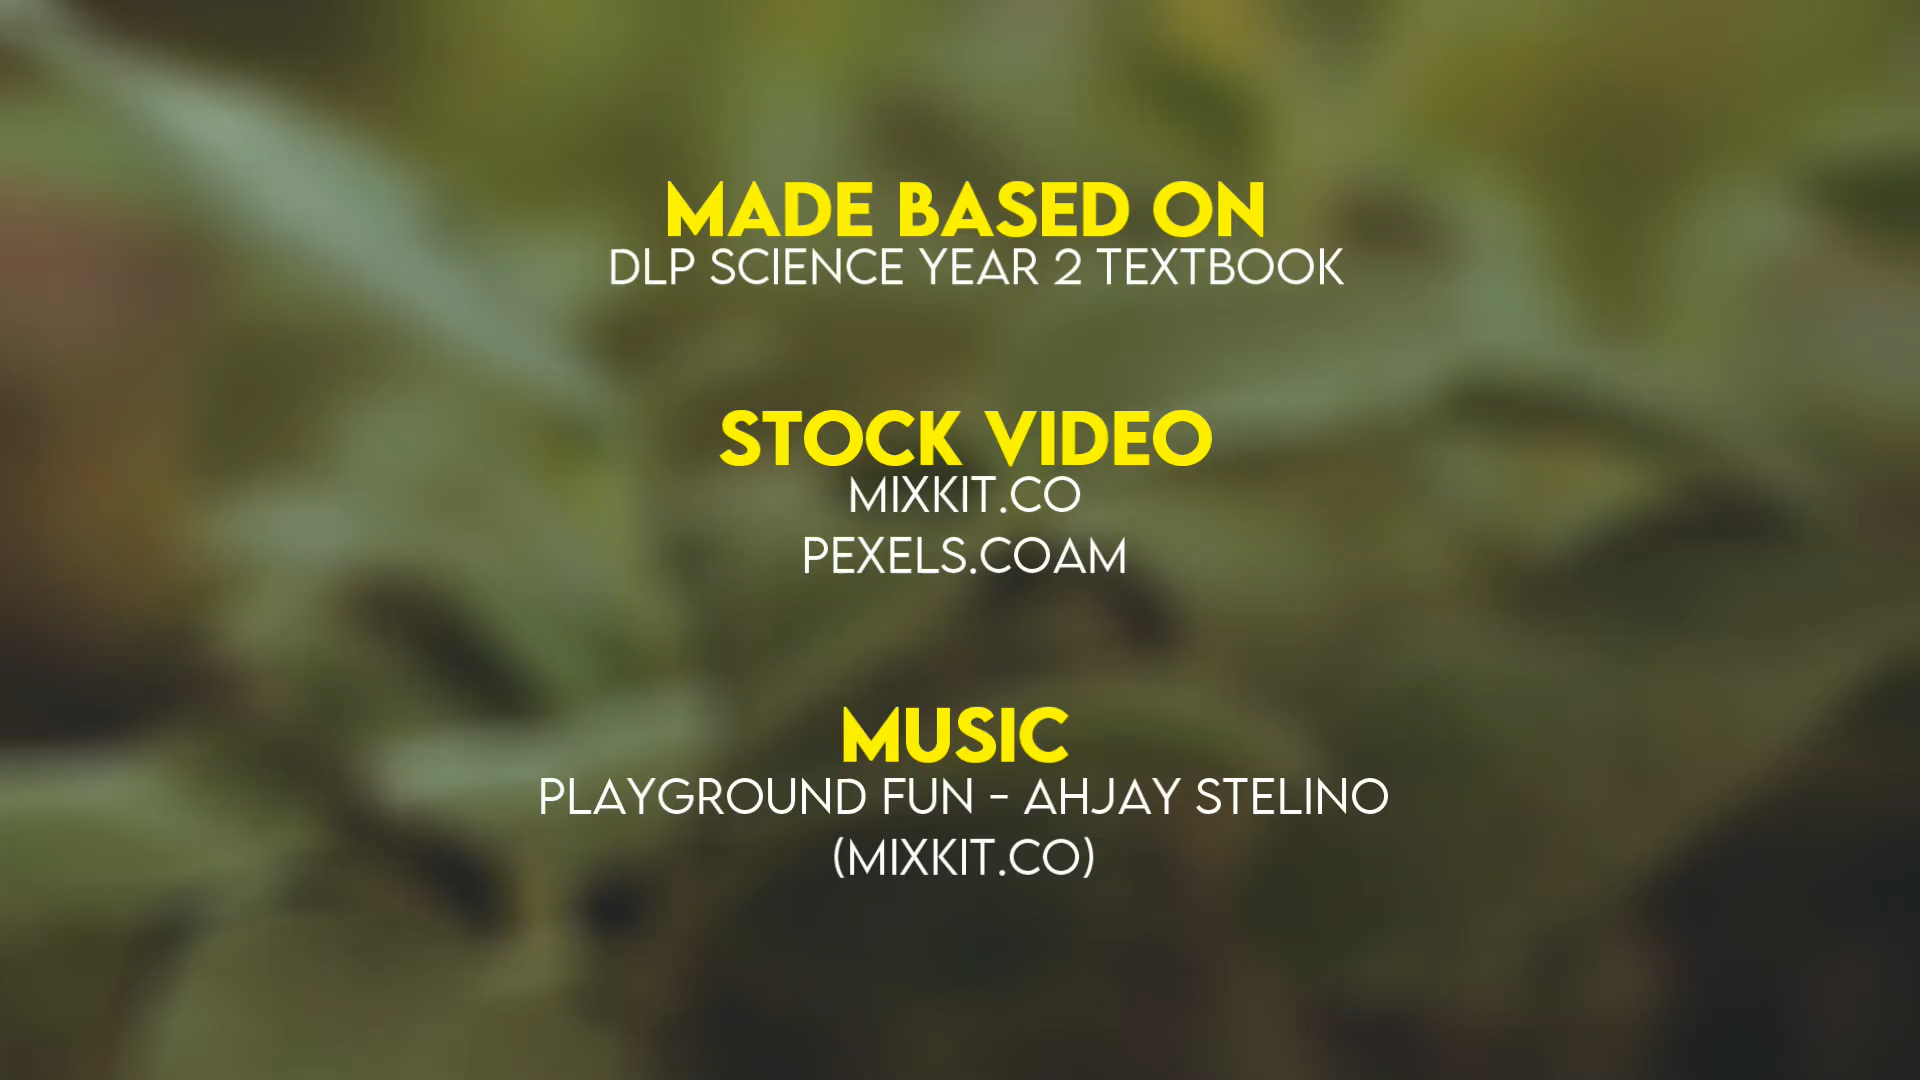 MADE BASED ON
DLP SCIENCE YEAR 2 TEXTBOOK
STOCK VIDEO
MIXKIT.CO
PEXELS.COAM
MUSIC
PLAYGROUND FUN - AHJAY STELINO
(MIXKIT.CO)